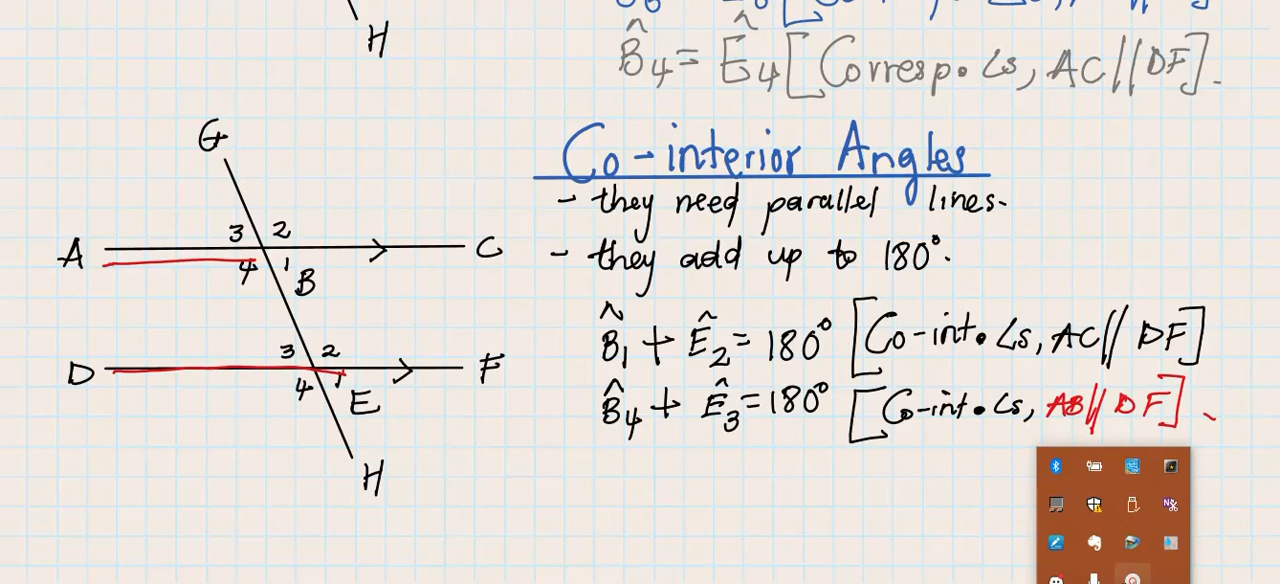 H
B̂4 = Ê4 [Corresp. ∠s, AC//DF].
Co-interior Angles
- they need parallel lines.
- they add up to 180°.
B̂1 + Ê2 = 180° [Co-int. ∠s, AC // DF]
B̂4 + Ê3 = 180° [Co-int. ∠s, AB// DF].
G
3 2
A C
4 1
B
3 2
D F
4 1
E
H